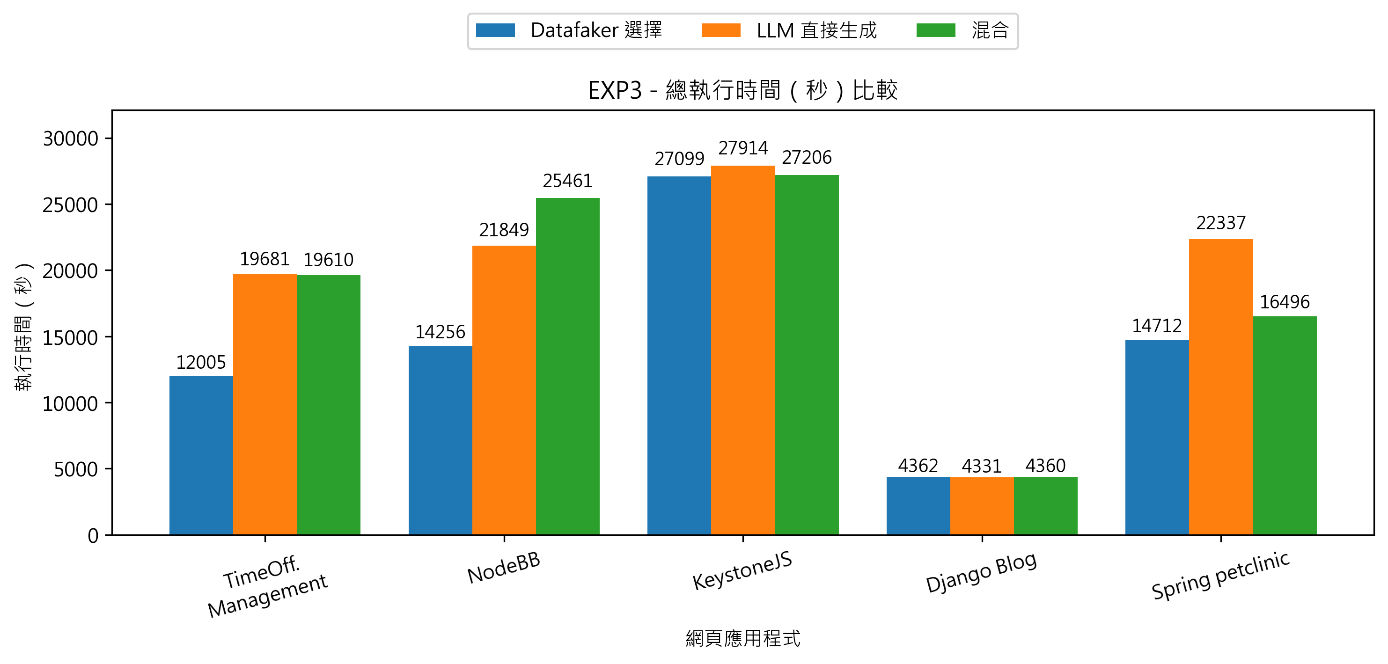 Datafaker 選擇 LLM 直接生成 混合
EXP3 - 總執行時間（秒）比較
執行時間（秒）
30000
25000
20000
15000
10000
5000
0
12005 19681 19610
14256 21849 25461
27099 27914 27206
4362 4331 4360
14712 22337 16496
TimeOff.
Management
NodeBB
KeystoneJS
Django Blog
Spring petclinic
網頁應用程式